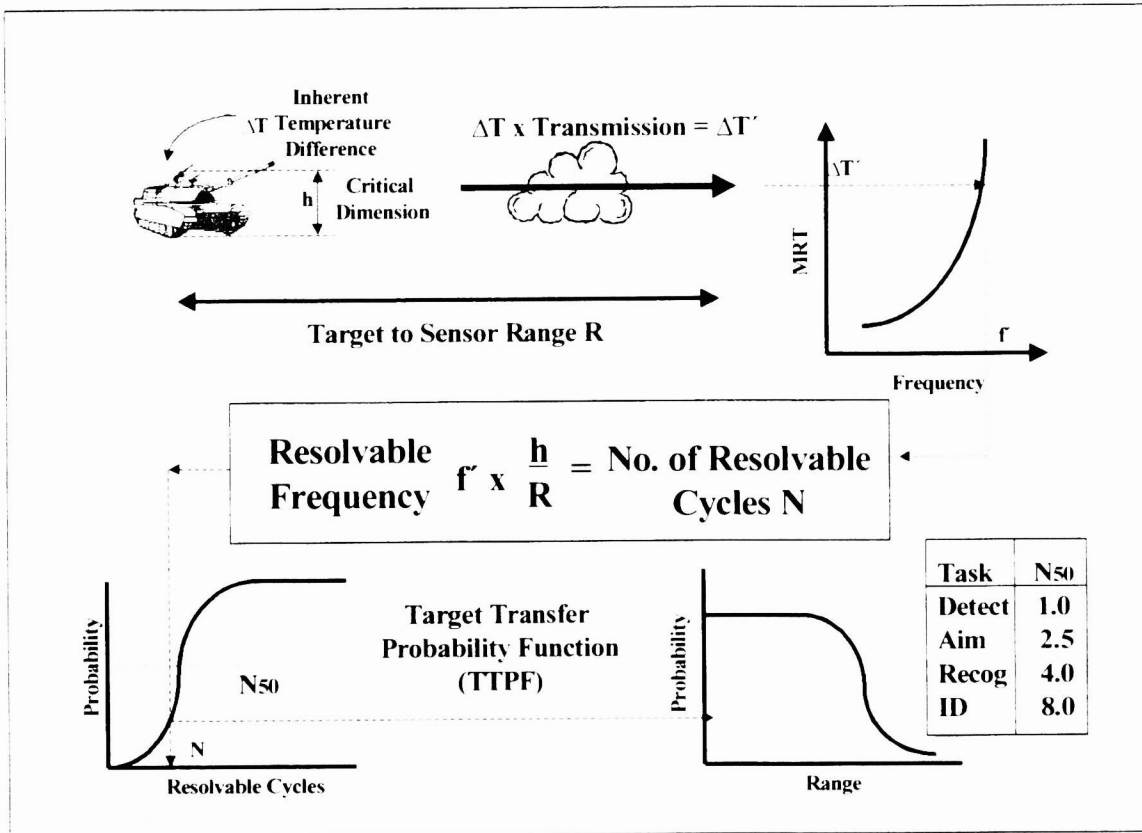 Inherent
ΔT Temperature
Difference
h
Critical
Dimension
ΔT x Transmission = ΔT′
Target to Sensor Range R
ΔT′
MRT
f′
Frequency
Resolvable
Frequency
f′ x h/R = No. of Resolvable
Cycles N
Probability
N50
N
Resolvable Cycles
Target Transfer
Probability Function
(TTPF)
Probability
Range
Task N50
Detect 1.0
Aim 2.5
Recog 4.0
ID 8.0